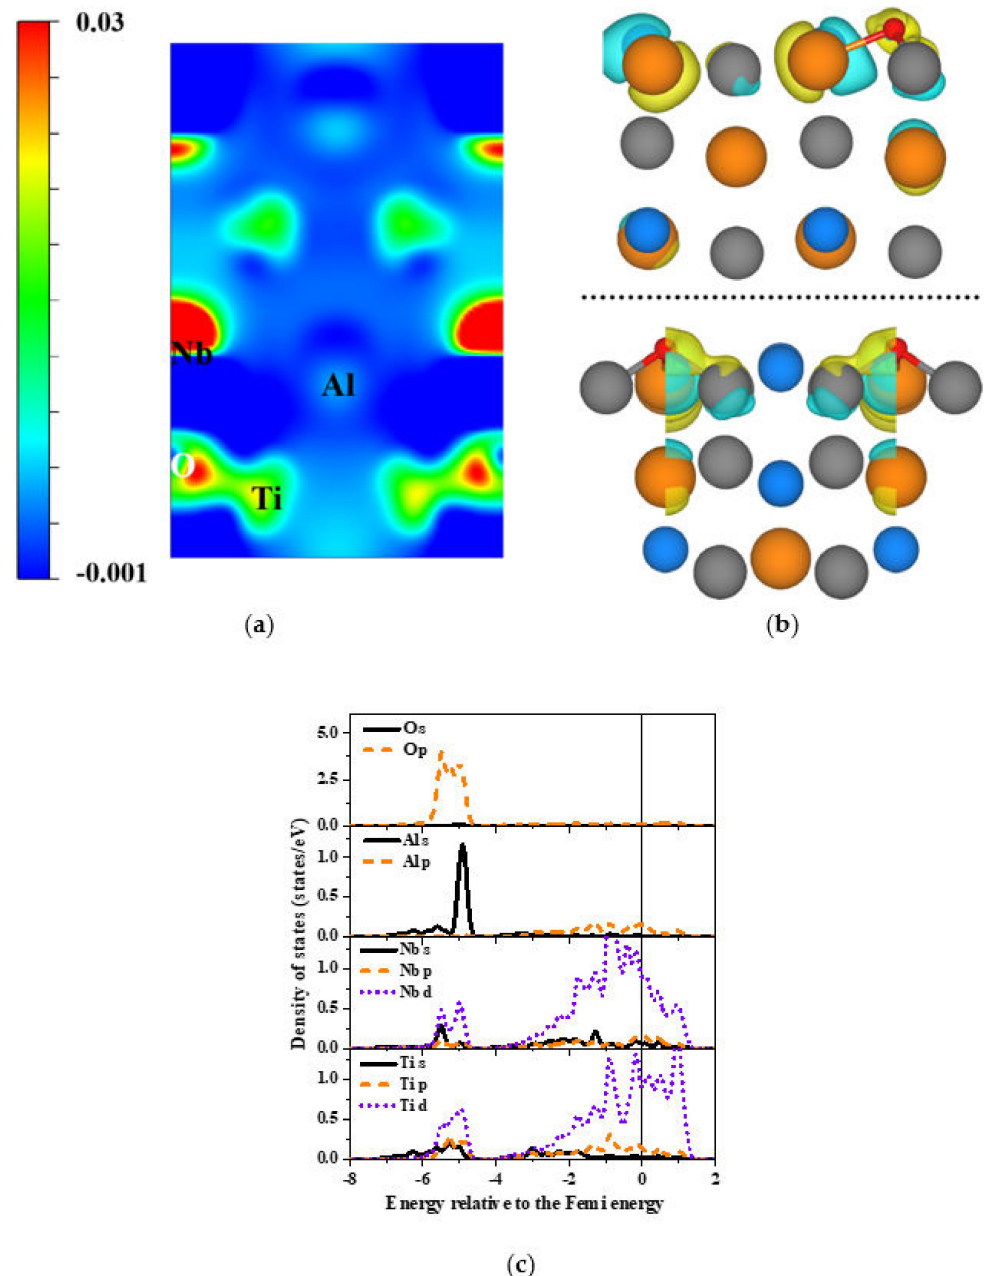 0.03
Nb
Al
O
Ti
-0.001
(a)
(b)
5.0
2.5
0.0
O s
O p
1.0
0.5
0.0
Al s
Al p
1.0
0.5
0.0
Nb s
Nb p
Nb d
1.0
0.5
0.0
Ti s
Ti p
Ti d
Density of states (states/eV)
-8 -6 -4 -2 0 2
Energy relative to the Femi energy
(c)